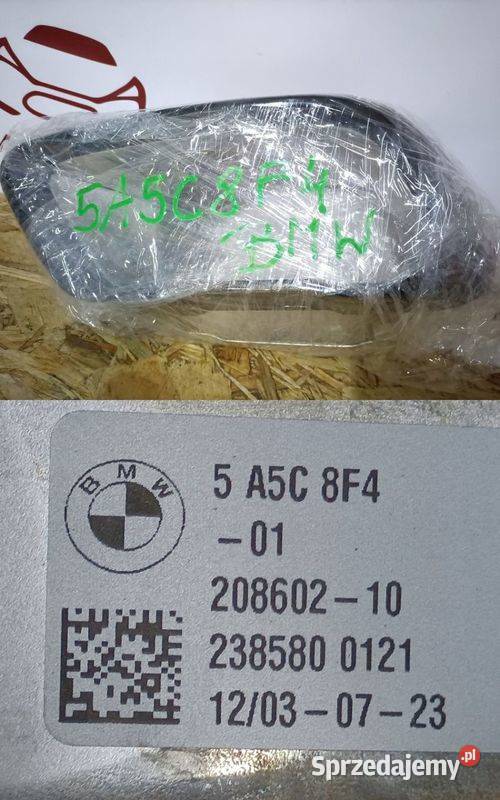 5A5C8F4
BMW
BMW
5 A5C 8F4
-01
208602-10
238580 0121
12/03-07-23
Sprzedajemy.pl